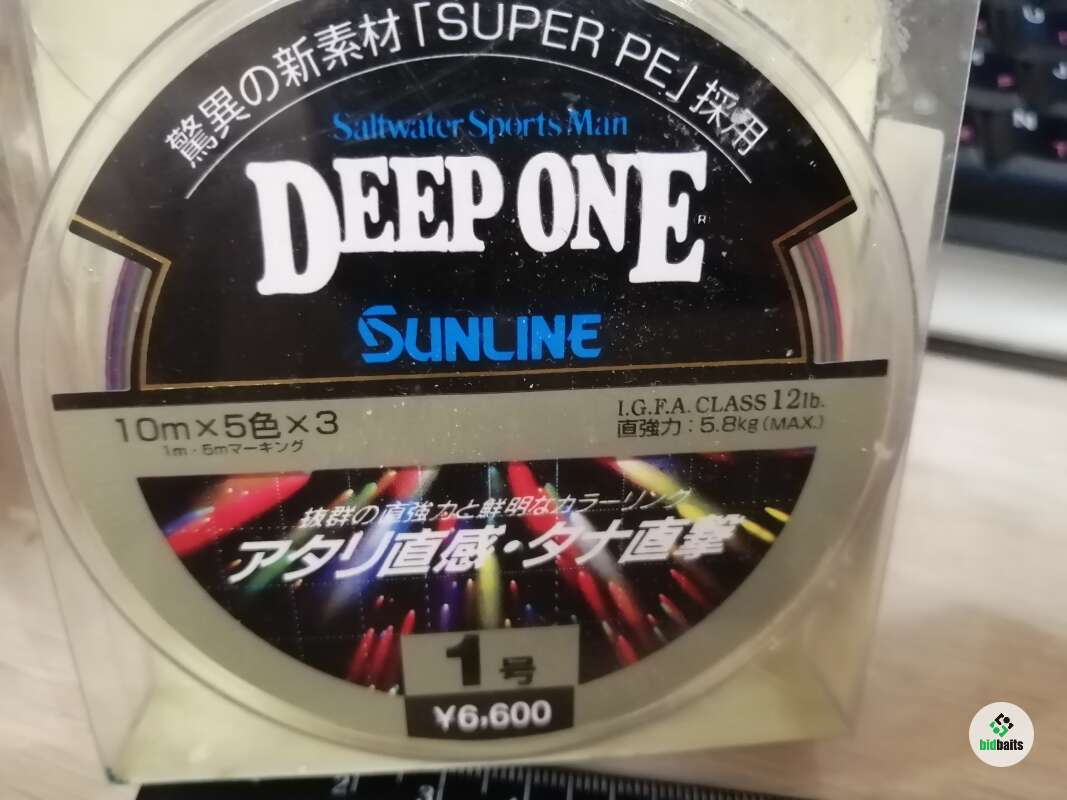 驚異の新素材「SUPER PE」採用
Saltwater Sports Man
DEEP ONE
R
SUNLINE
10m×5色×3
1m・5mマーキング
I.G.F.A. CLASS 12lb.
直強力:5.8kg(MAX.)
抜群の直強力と鮮明なカラーリング
アタリ直感・タナ直撃
1号
¥6,600
N
bidbaits
2
3
1